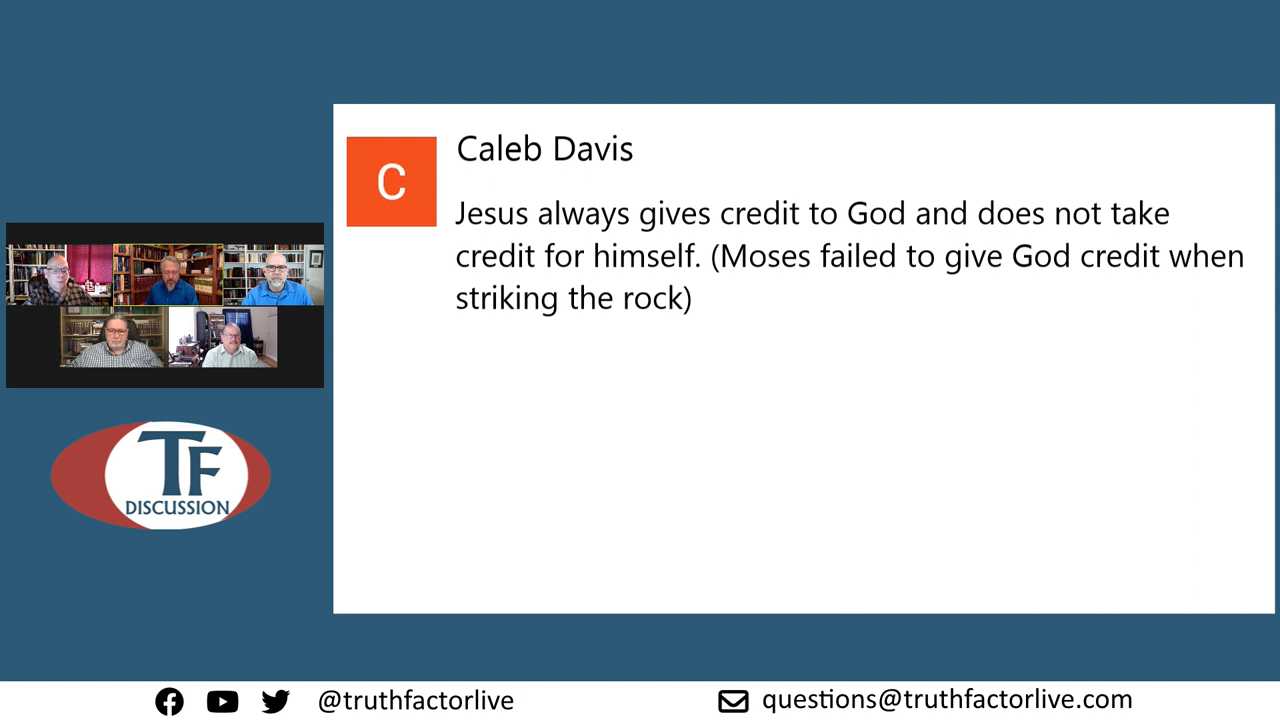 C
Caleb Davis
Jesus always gives credit to God and does not take
credit for himself. (Moses failed to give God credit when
striking the rock)
TF
DISCUSSION
@truthfactorlive
questions@truthfactorlive.com